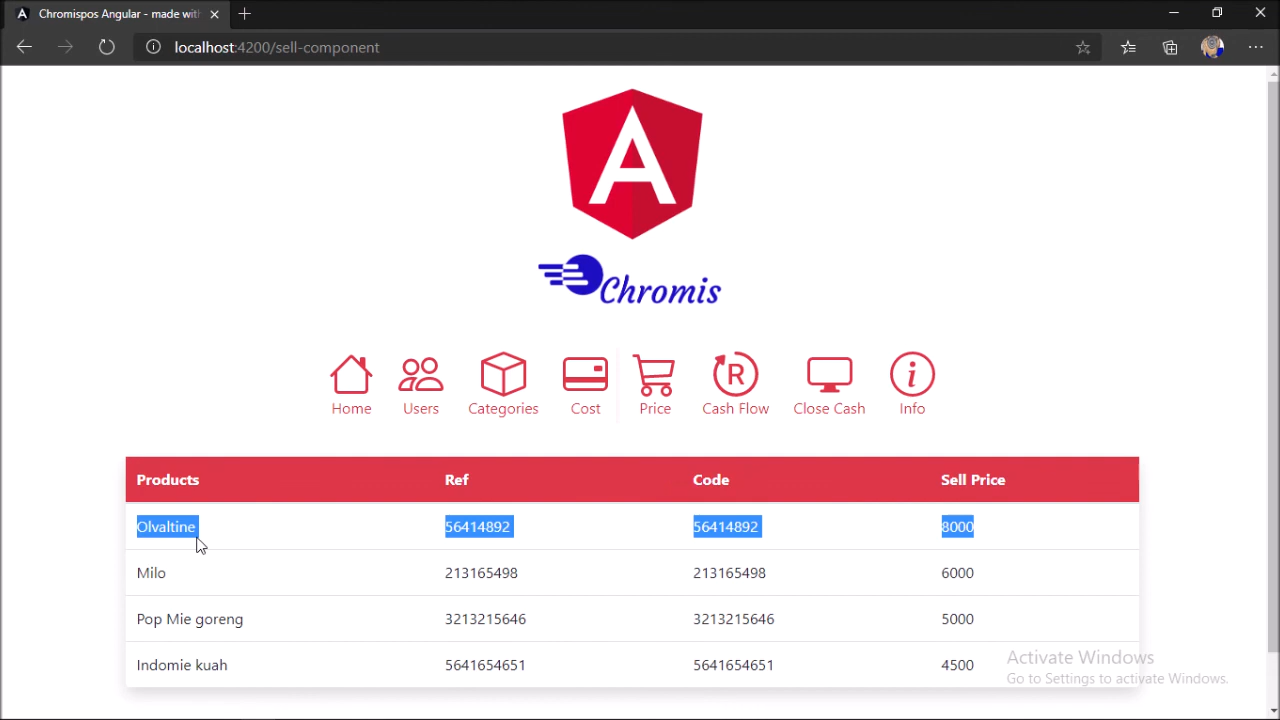 Chromispos Angular - made with
localhost:4200/sell-component
Chromis
Home Users Categories Cost Price Cash Flow Close Cash Info
Products Ref Code Sell Price
Olvaltine 56414892 56414892 8000
Milo 213165498 213165498 6000
Pop Mie goreng 3213215646 3213215646 5000
Indomie kuah 5641654651 5641654651 4500
Activate Windows
Go to Settings to activate Windows.